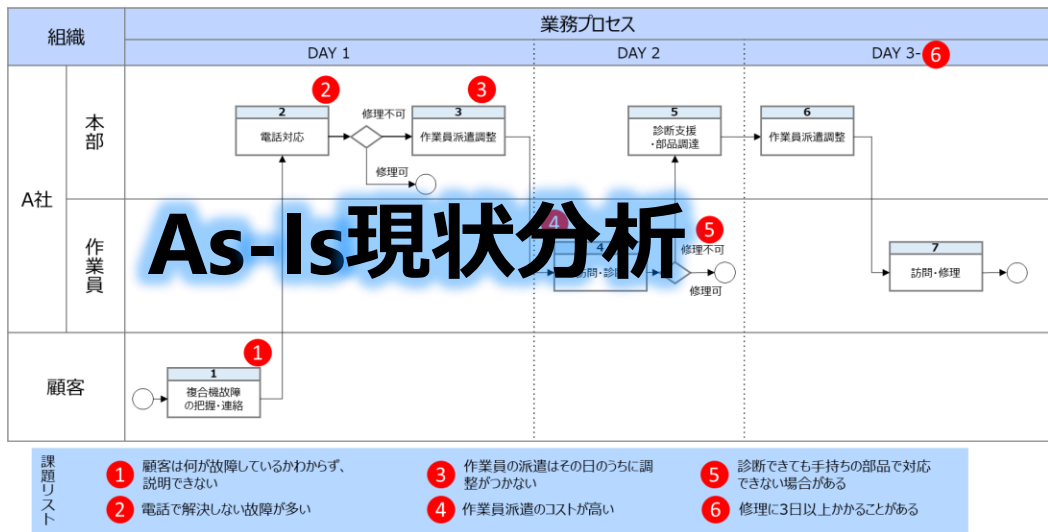 組織
業務プロセス
DAY 1
DAY 2
DAY 3-
6
A社
本部
作業員
顧客
2
3
2
電話対応
修理不可
修理可
3
作業員派遣調整
5
診断支援
・部品調達
6
作業員派遣調整
As-Is現状分析
4
4
5
修理不可
修理可
7
訪問・修理
1
1
複合機故障
の把握・連絡
課題リスト
1
顧客は何が故障しているかわからず、
説明できない
2
電話で解決しない故障が多い
3
作業員の派遣はその日のうちに調
整がつかない
4
作業員派遣のコストが高い
5
診断できても手持ちの部品で対応
できない場合がある
6
修理に3日以上かかることがある